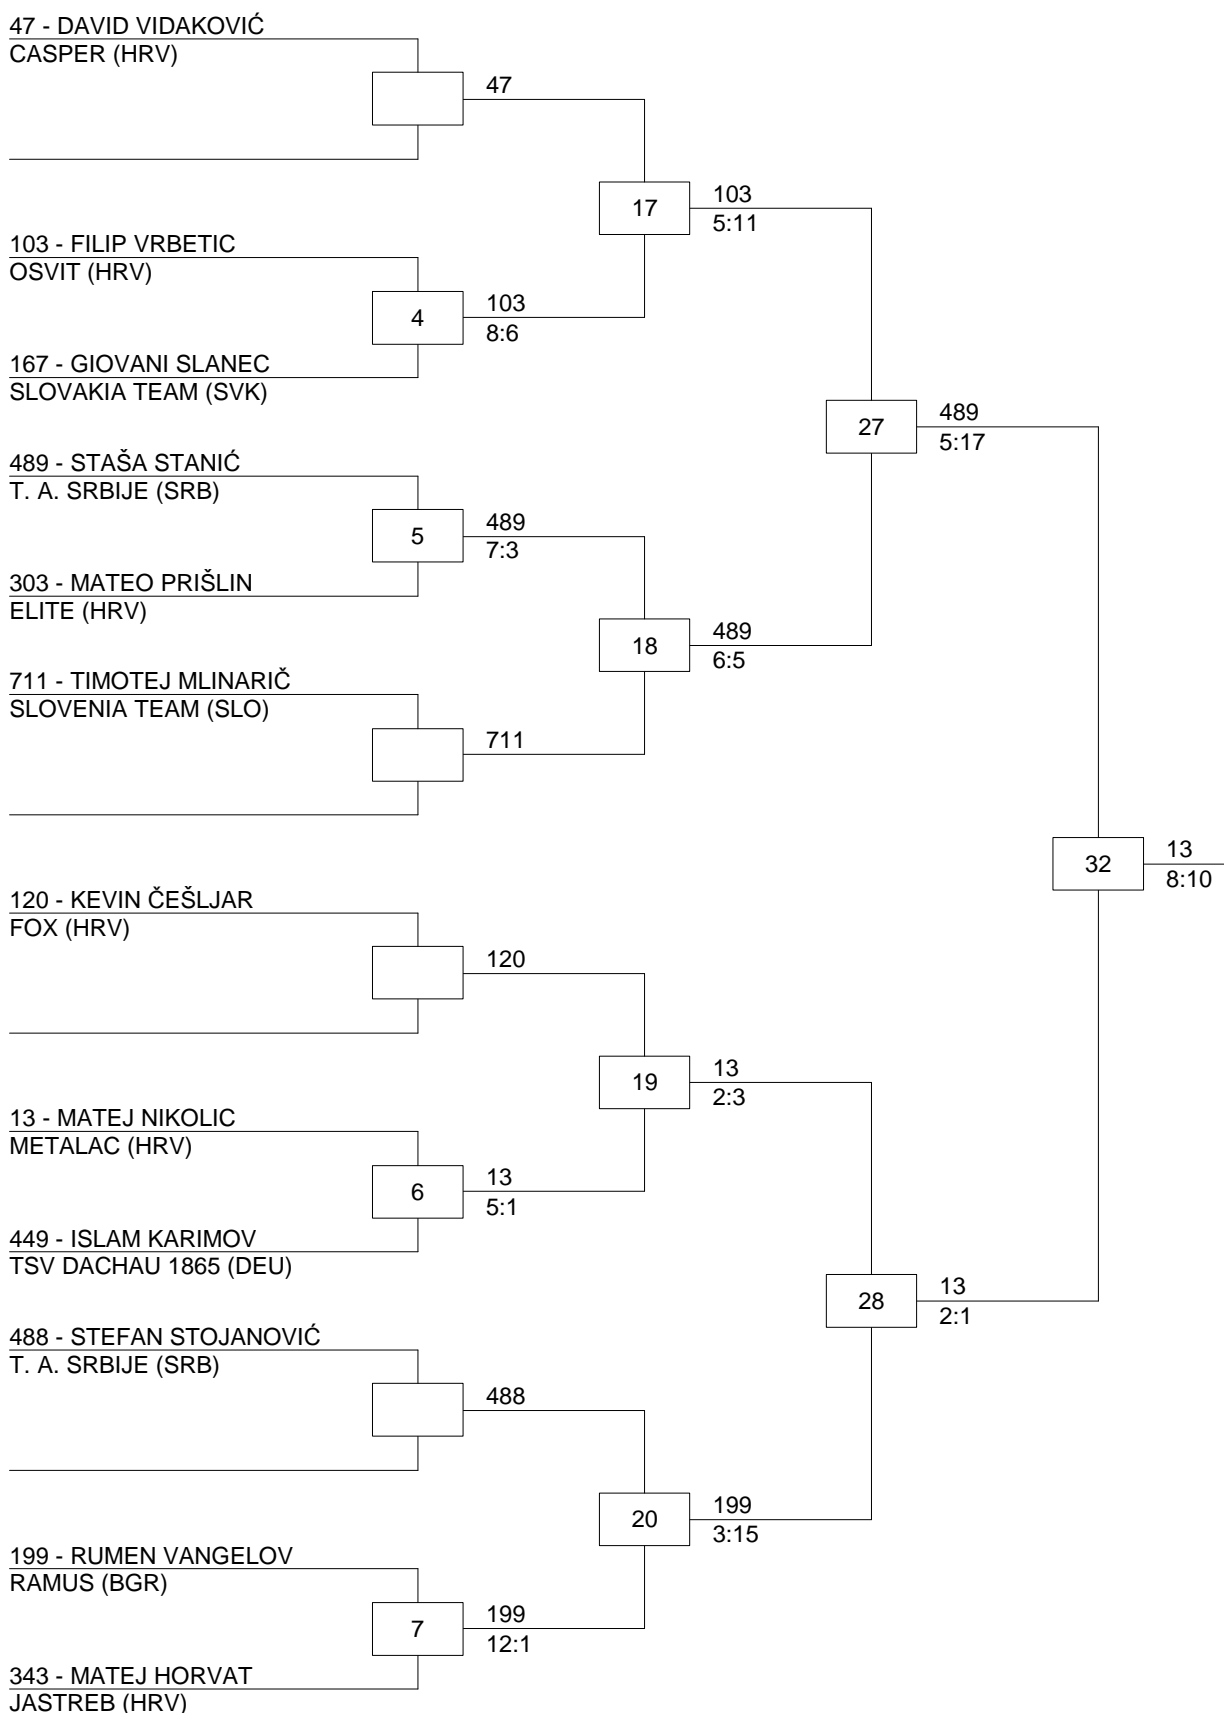 47 - DAVID VIDAKOVIĆ
CASPER (HRV)
47
17
103
5:11
103 - FILIP VRBETIC
OSVIT (HRV)
4
103
8:6
167 - GIOVANI SLANEC
SLOVAKIA TEAM (SVK)
27
489
5:17
489 - STAŠA STANIĆ
T. A. SRBIJE (SRB)
5
489
7:3
303 - MATEO PRIŠLIN
ELITE (HRV)
18
489
6:5
711 - TIMOTEJ MLINARIČ
SLOVENIA TEAM (SLO)
711
32
13
8:10
120 - KEVIN ČEŠLJAR
FOX (HRV)
120
19
13
2:3
13 - MATEJ NIKOLIC
METALAC (HRV)
6
13
5:1
449 - ISLAM KARIMOV
TSV DACHAU 1865 (DEU)
28
13
2:1
488 - STEFAN STOJANOVIĆ
T. A. SRBIJE (SRB)
488
20
199
3:15
199 - RUMEN VANGELOV
RAMUS (BGR)
7
199
12:1
343 - MATEJ HORVAT
JASTREB (HRV)